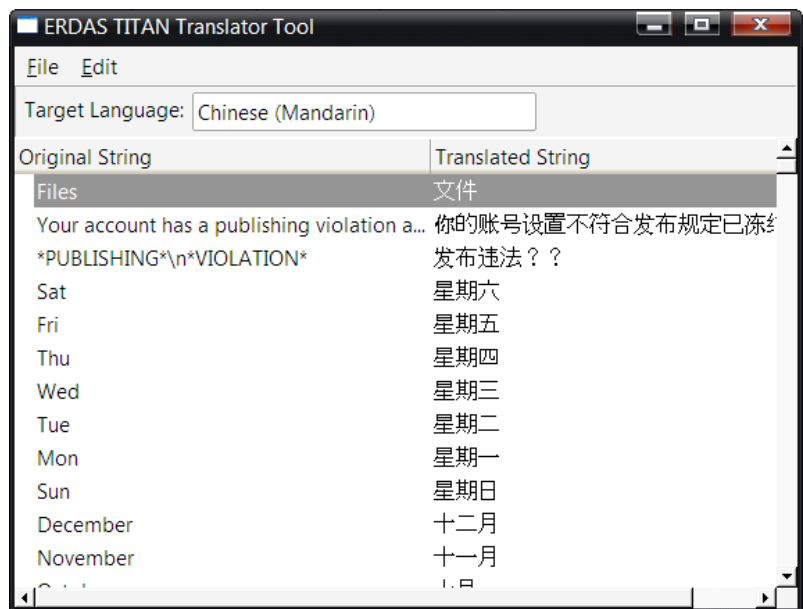 ERDAS TITAN Translator Tool
File Edit
Target Language: Chinese (Mandarin)
Original String Translated String
Files 文件
Your account has a publishing violation a... 你的账号设置不符合发布规定已冻
*PUBLISHING*\n*VIOLATION* 发布违法？？
Sat 星期六
Fri 星期五
Thu 星期四
Wed 星期三
Tue 星期二
Mon 星期一
Sun 星期日
December 十二月
November 十一月